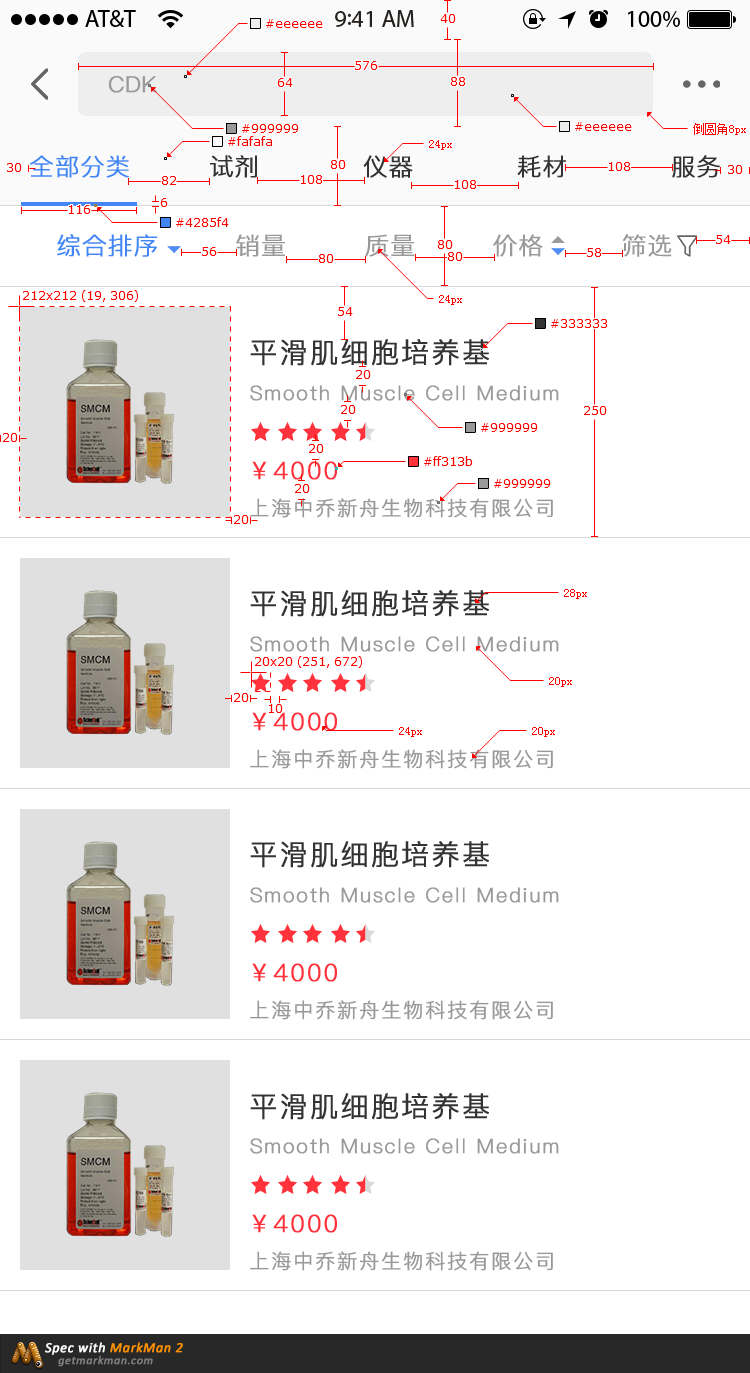 AT&T 9:41 AM 100%
#eeeeee
40
576
CDK
64
88
#999999
#eeeeee
倒圆角8px
#fafafa
24px
30
全部分类
试剂
80
仪器
耗材
108
服务
30
82
108
108
116
6
#4285f4
综合排序
56
销量
80
质量
80
80
价格
58
筛选
54
24px
212x212 (19, 306)
54
#333333
平滑肌细胞培养基
20
Smooth Muscle Cell Medium
20
250
#999999
20
20
¥4000
#ff313b
20
#999999
上海中乔新舟生物科技有限公司
20
SMCM
平滑肌细胞培养基
28px
Smooth Muscle Cell Medium
20x20 (251, 672)
20px
20
10
¥4000
24px
20px
上海中乔新舟生物科技有限公司
SMCM
平滑肌细胞培养基
Smooth Muscle Cell Medium
¥4000
上海中乔新舟生物科技有限公司
SMCM
平滑肌细胞培养基
Smooth Muscle Cell Medium
¥4000
上海中乔新舟生物科技有限公司
SMCM
Spec with MarkMan 2
getmarkman.com